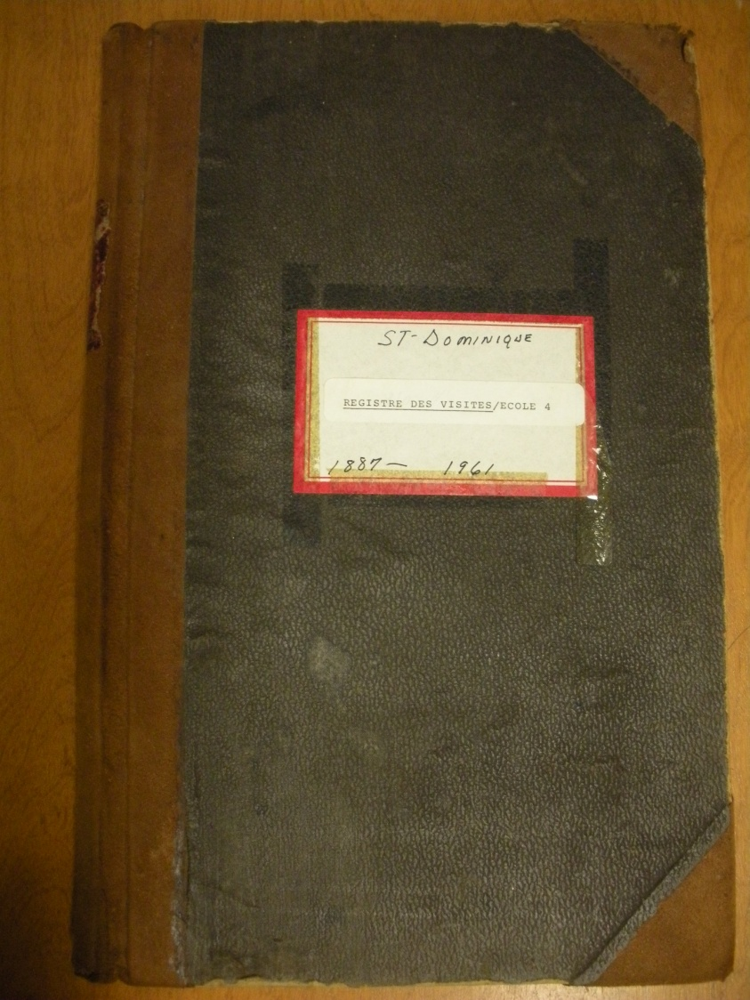 ST-DOMINIQUE
REGISTRE DES VISITES/ECOLE 4
1887- 1961